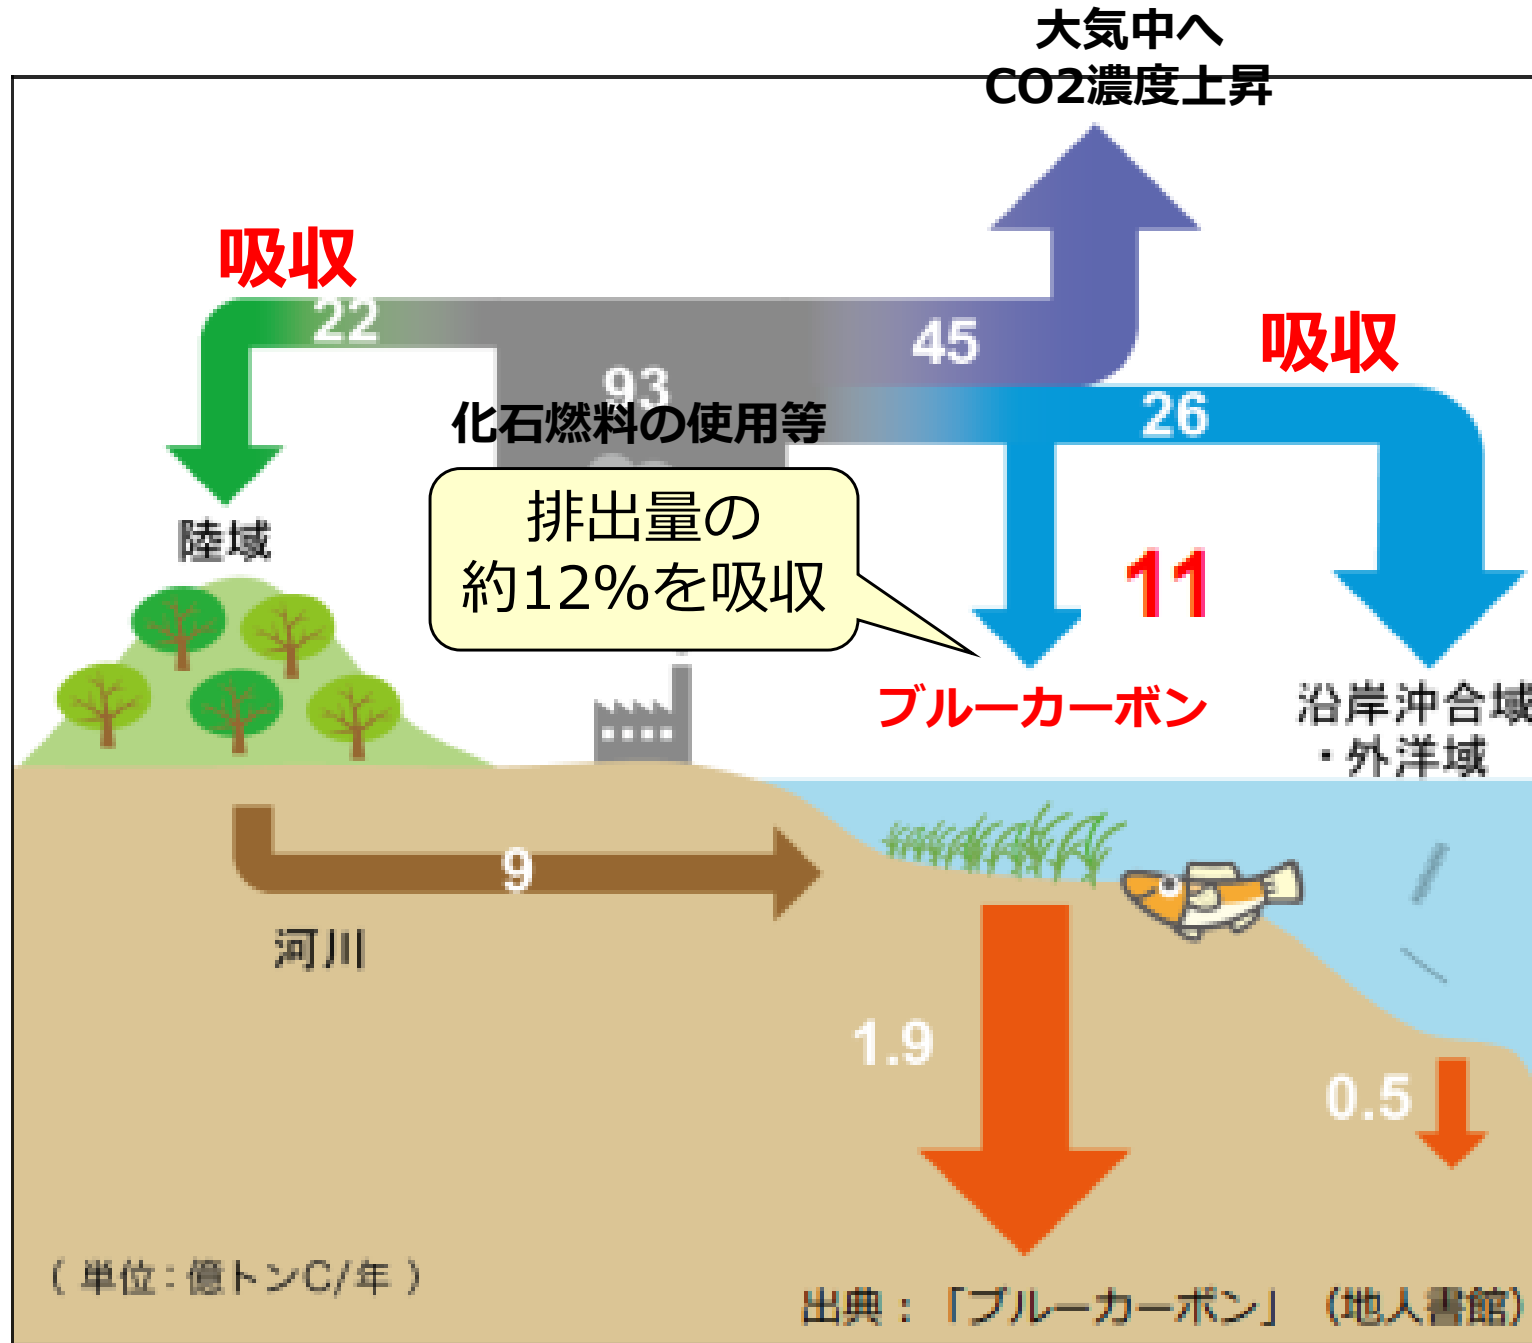 大気中へ
CO2濃度上昇
吸収
22
45
吸収
93
26
化石燃料の使用等
排出量の
約12%を吸収
陸域
11
ブルーカーボン
沿岸沖合域
・外洋域
9
河川
1.9
0.5
( 単位：億トンC/年 )
出典：「ブルーカーボン」（地人書館）